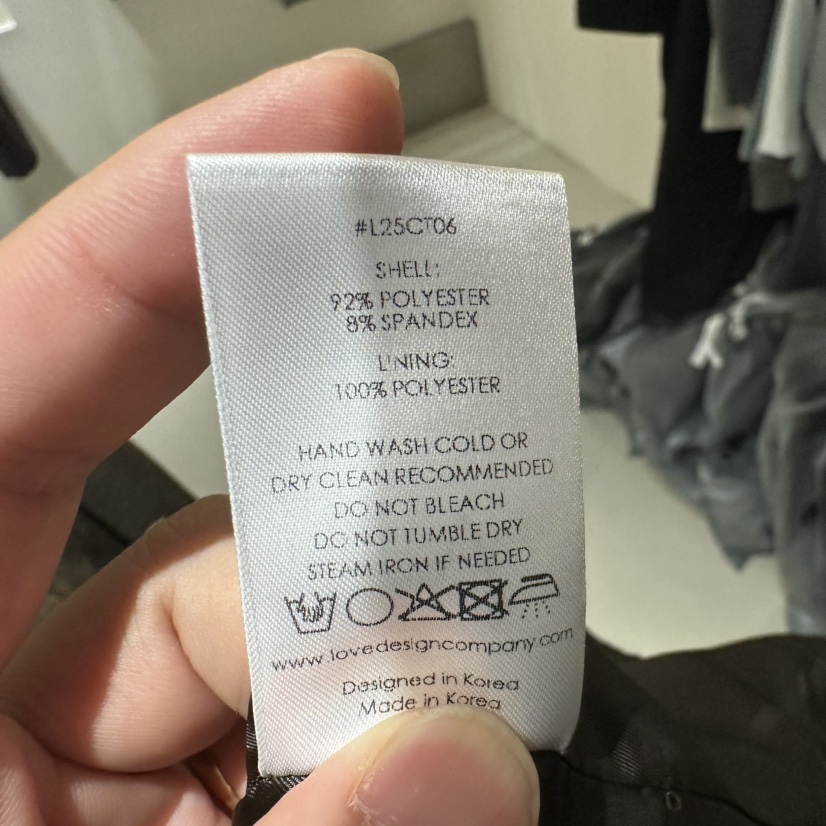 #L25CT06
SHELL:
92% POLYESTER
8% SPANDEX
LINING:
100% POLYESTER
HAND WASH COLD OR
DRY CLEAN RECOMMENDED
DO NOT BLEACH
DO NOT TUMBLE DRY
STEAM IRON IF NEEDED
www.lovedesigncompany.com
Designed in Korea
Made in Korea